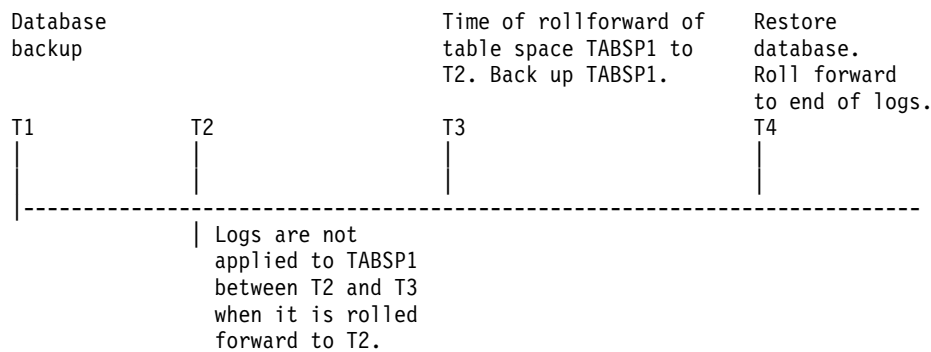 Database
backup
Time of rollforward of
table space TABSP1 to
T2. Back up TABSP1.
Restore
database.
Roll forward
to end of logs.
T1 T2 T3 T4
Logs are not
applied to TABSP1
between T2 and T3
when it is rolled
forward to T2.